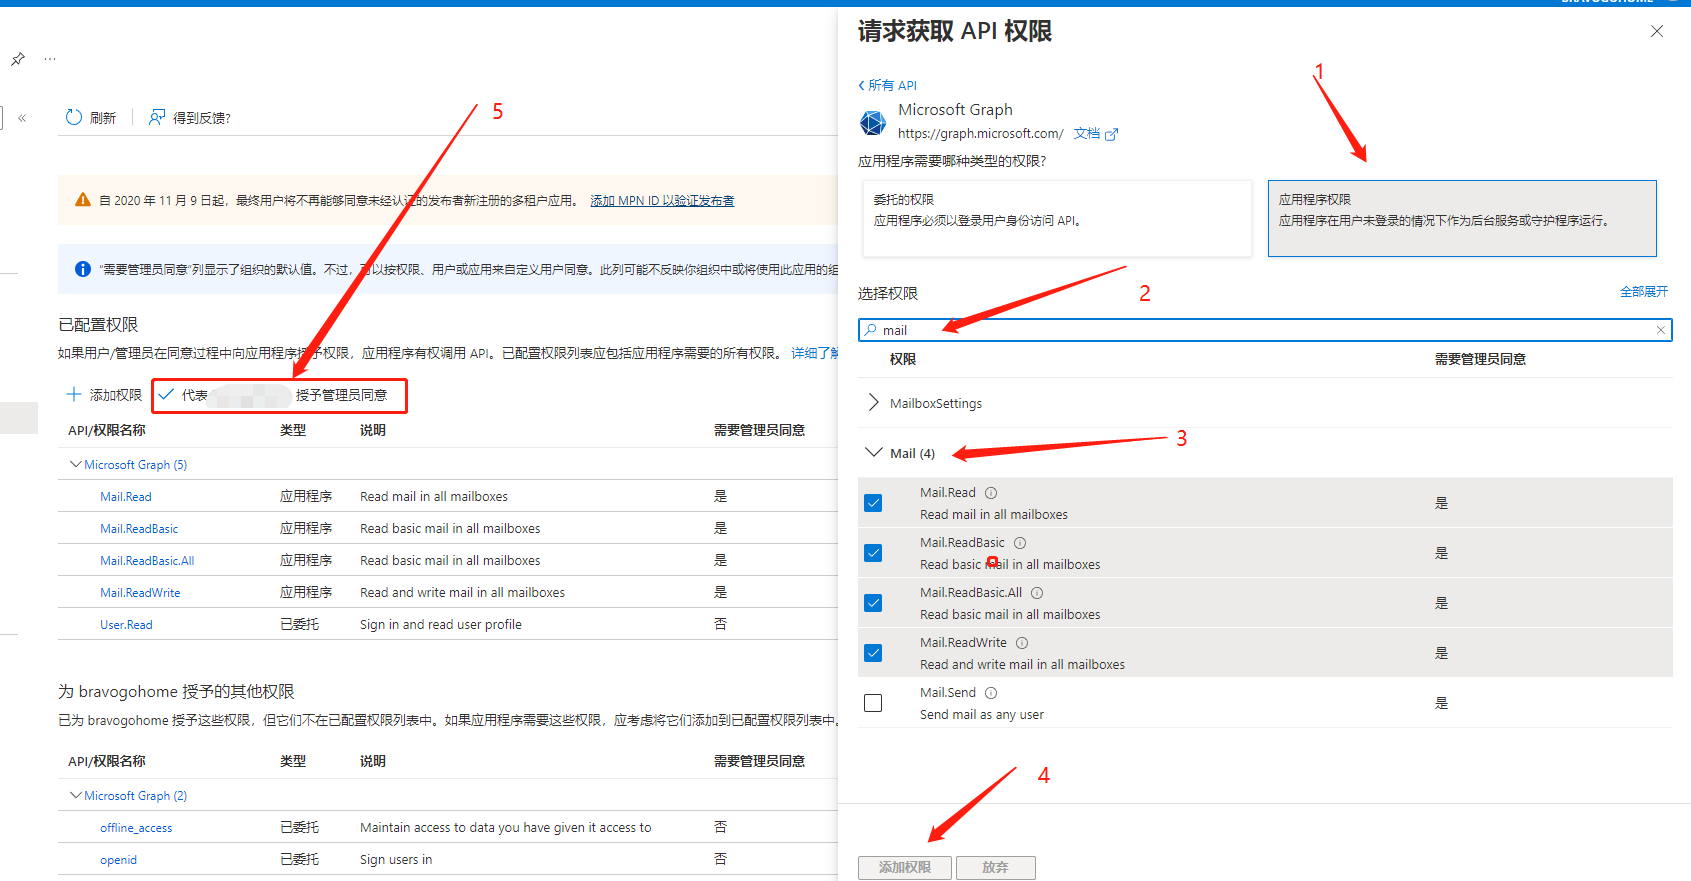 BRAVOGOHOME
请求获取 API 权限
1
所有 API
Microsoft Graph
https://graph.microsoft.com/ 文档
应用程序需要哪种类型的权限?
委托的权限
应用程序必须以登录用户身份访问 API。
应用程序权限
应用程序在用户未登录的情况下作为后台服务或守护程序运行。
2
选择权限 全部展开
mail
权限 需要管理员同意
MailboxSettings
3
Mail (4)
Mail.Read 是
Read mail in all mailboxes
Mail.ReadBasic 是
Read basic mail in all mailboxes
Mail.ReadBasic.All 是
Read basic mail in all mailboxes
Mail.ReadWrite 是
Read and write mail in all mailboxes
Mail.Send 是
Send mail as any user
4
添加权限 放弃
5
刷新 得到反馈?
自 2020 年 11 月 9 日起，最终用户将不再能够同意未经认证的发布者新注册的多租户应用。 添加 MPN ID 以验证发布者
“需要管理员同意”列显示了组织的默认值。不过，可以按权限、用户或应用来自定义用户同意。此列可能不反映你组织中或将使用此应用的组
已配置权限
如果用户/管理员在同意过程中向应用程序授予权限，应用程序有权调用 API。已配置权限列表应包括应用程序需要的所有权限。 详细了解
添加权限 代表 授予管理员同意
API/权限名称 类型 说明 需要管理员同意
Microsoft Graph (5)
Mail.Read 应用程序 Read mail in all mailboxes 是
Mail.ReadBasic 应用程序 Read basic mail in all mailboxes 是
Mail.ReadBasic.All 应用程序 Read basic mail in all mailboxes 是
Mail.ReadWrite 应用程序 Read and write mail in all mailboxes 是
User.Read 已委托 Sign in and read user profile 否
为 bravogohome 授予的其他权限
已为 bravogohome 授予这些权限，但它们不在已配置权限列表中。如果应用程序需要这些权限，应考虑将它们添加到已配置权限列表中。
API/权限名称 类型 说明 需要管理员同意
Microsoft Graph (2)
offline_access 已委托 Maintain access to data you have given it access to 否
openid 已委托 Sign users in 否